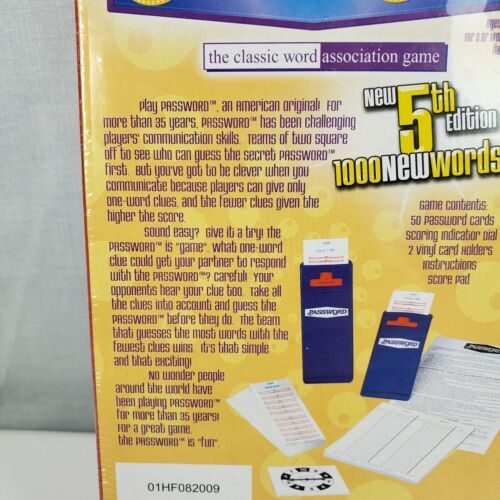 the classic word association game
Play PASSWORD™, an American original! For
more than 35 years, PASSWORD™ has been challenging
players' communication skills. Teams of two square
off to see who can guess the secret PASSWORD™
first. But you've got to be clever when you
communicate because players can give only
one-word clues, and the fewer clues given the
higher the score.
Sound easy? Give it a try! The
PASSWORD™ is "game". What one-word
clue could get your partner to respond
with the PASSWORD™? Careful! Your
opponents hear your clue too. Take all
the clues into account and guess the
PASSWORD™ before they do. The team
that guesses the most words with the
fewest clues wins. It's that simple
and that exciting!
No wonder people
around the world have
been playing PASSWORD™
for more than 35 years!
For a great game,
the PASSWORD™ is "fun".
New
5th
Edition
1000 New Words
Game Contents:
50 Password Cards
Scoring Indicator Dial
2 Vinyl Card Holders
Instructions
Score Pad
PASSWORD
PASSWORD
01HF082009